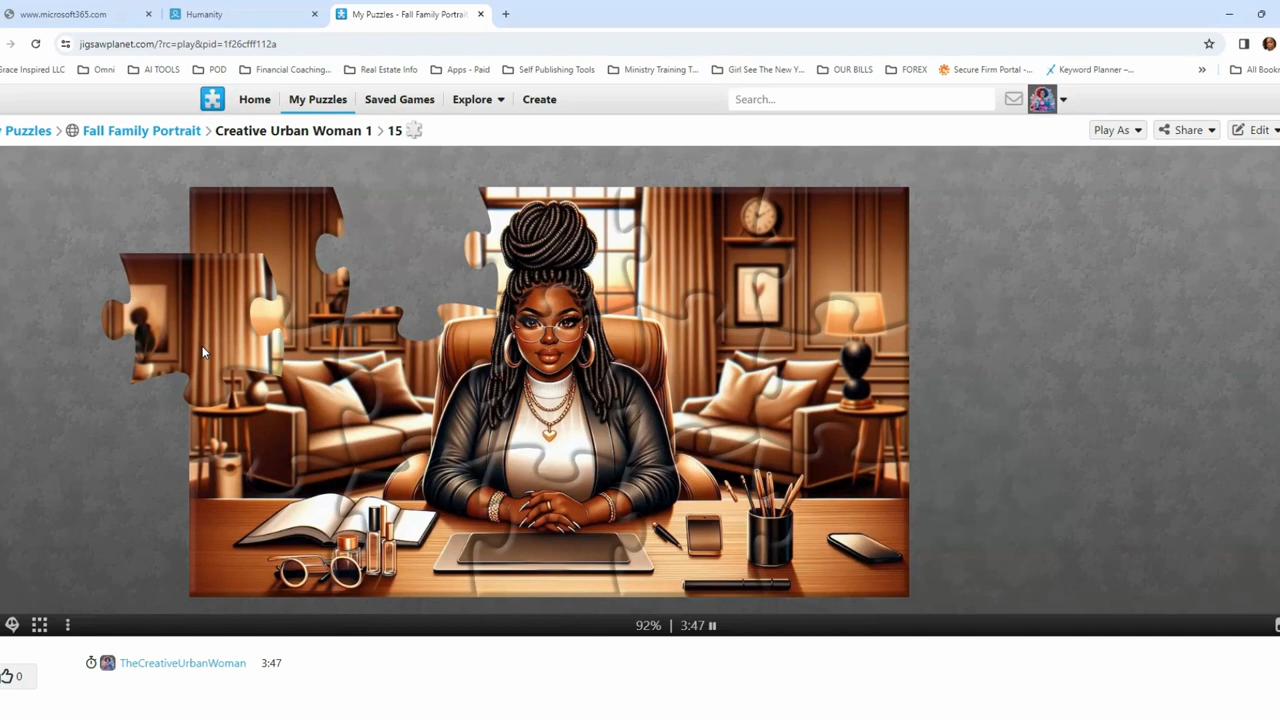 www.microsoft365.com
Humanity
My Puzzles - Fall Family Portrait
jigsawplanet.com/?rc=play&pid=1f26cfff112a
Grace Inspired LLC
Omni
AI TOOLS
POD
Financial Coaching...
Real Estate Info
Apps - Paid
Self Publishing Tools
Ministry Training T...
Girl See The New Y...
OUR BILLS
FOREX
Secure Firm Portal -...
Keyword Planner –...
»
All Bookr
Home
My Puzzles
Saved Games
Explore
Create
Search...
Puzzles > Fall Family Portrait > Creative Urban Woman 1 > 15
Play As
Share
Edit
92% | 3:47
TheCreativeUrbanWoman 3:47
0